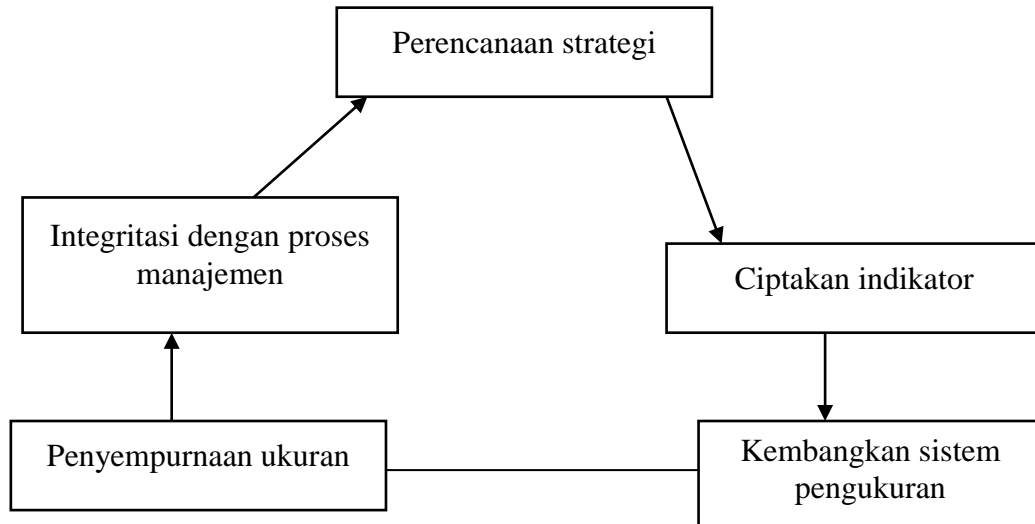 Perencanaan strategi
Integritasi dengan proses
manajemen
Ciptakan indikator
Penyempurnaan ukuran
Kembangkan sistem
pengukuran